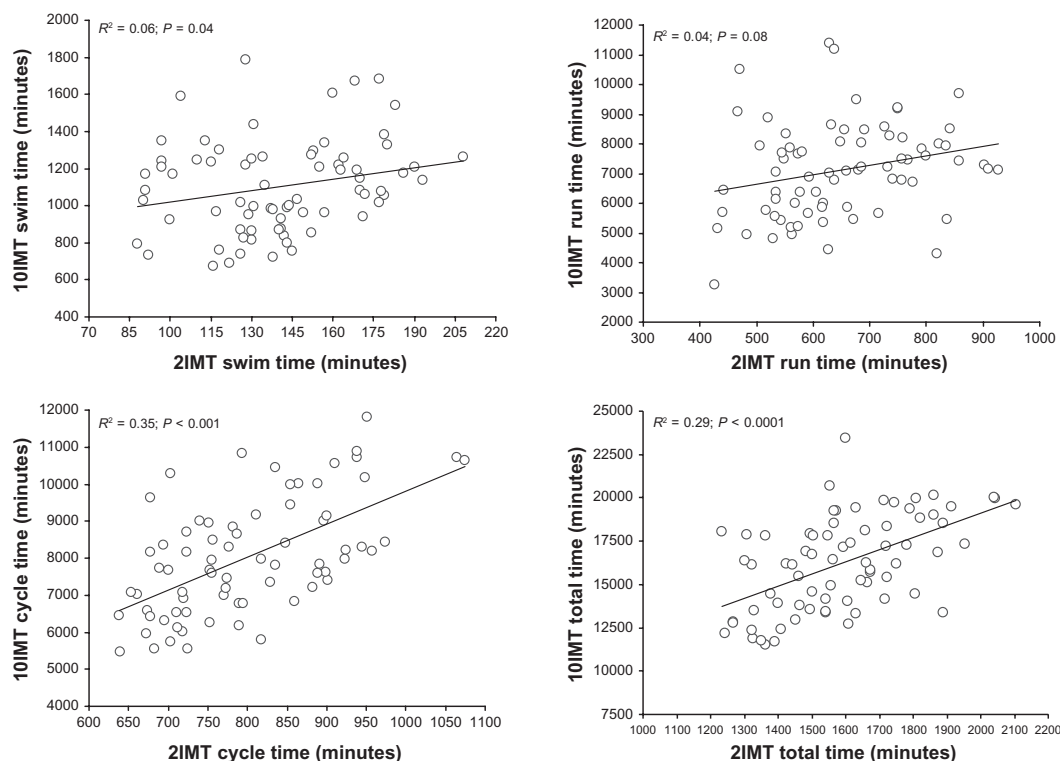 R² = 0.06; P = 0.04
10IMT swim time (minutes)
2000
1800
1600
1400
1200
1000
800
600
400
70 85 100 115 130 145 160 175 190 205 220
2IMT swim time (minutes)
R² = 0.04; P = 0.08
10IMT run time (minutes)
12000
11000
10000
9000
8000
7000
6000
5000
4000
3000
2000
300 400 500 600 700 800 900 1000
2IMT run time (minutes)
R² = 0.35; P < 0.001
10IMT cycle time (minutes)
12000
11000
10000
9000
8000
7000
6000
5000
4000
600 650 700 750 800 850 900 950 1000 1050 1100
2IMT cycle time (minutes)
R² = 0.29; P < 0.0001
10IMT total time (minutes)
25000
22500
20000
17500
15000
12500
10000
7500
1000 1100 1200 1300 1400 1500 1600 1700 1800 1900 2000 2100 2200
2IMT total time (minutes)